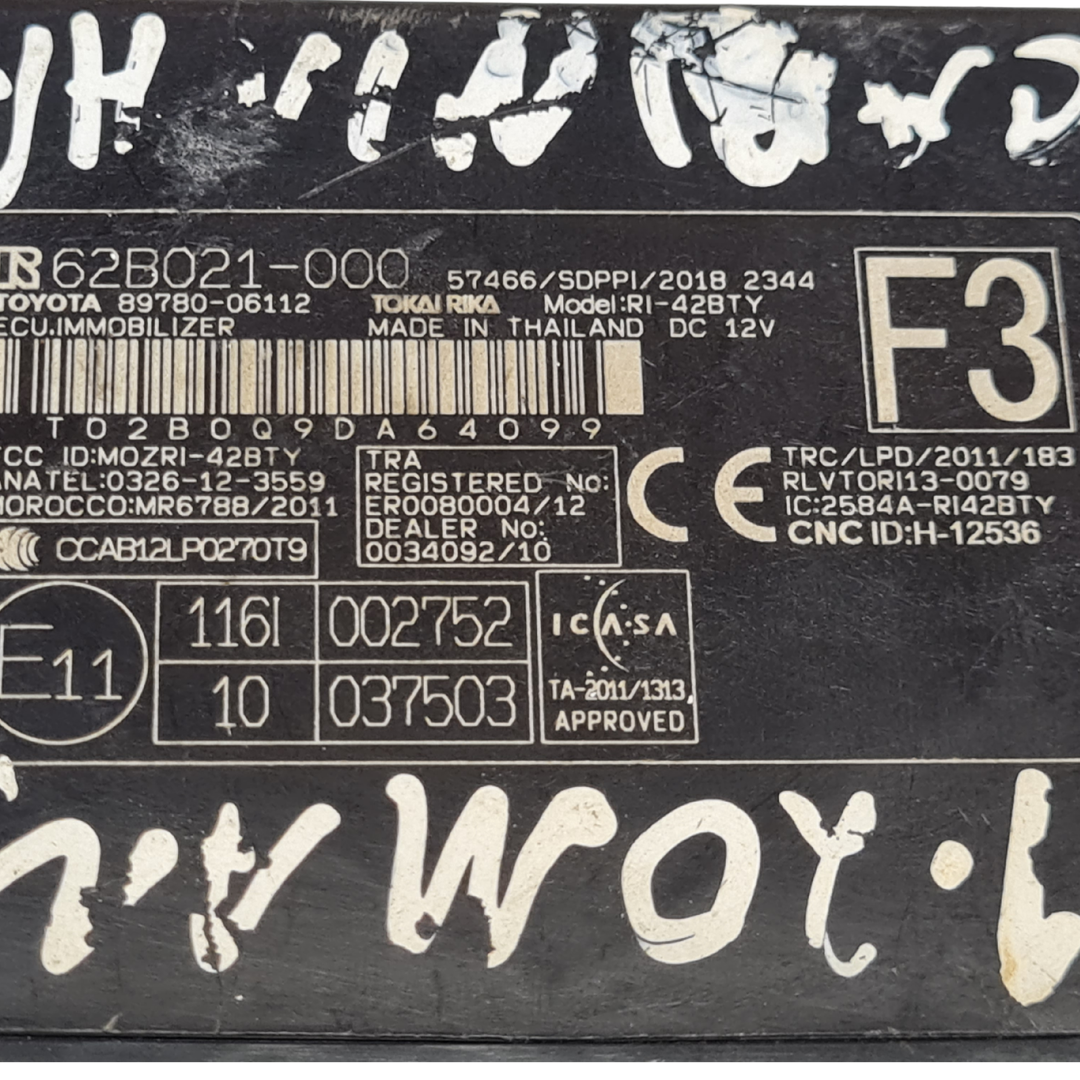 62B021-000 57466/SDPPI/2018 2344
TOYOTA 89780-06112 TOKAI RIKA Model:RI-42BTY
ECU.IMMOBILIZER MADE IN THAILAND DC 12V
F3
T02B0Q9DA64099
CC ID:MOZRI-42BTY
NATEL:0326-12-3559
MOROCCO:MR6788/2011
CCAB12LP0270T9
TRA
REGISTERED No:
ER0080004/12
DEALER No:
0034092/10
CE
TRC/LPD/2011/183
RLVTORI13-0079
IC:2584A-RI42BTY
CNC ID:H-12536
E11
116I 002752
10 037503
ICASA
TA-2011/1313,
APPROVED